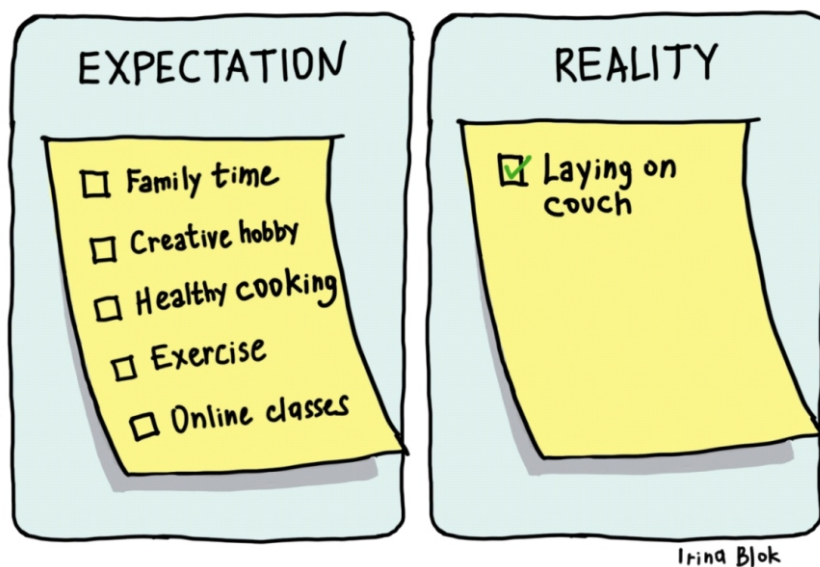 EXPECTATION
Family time
Creative hobby
Healthy cooking
Exercise
Online classes
REALITY
Laying on
couch
Irina Blok